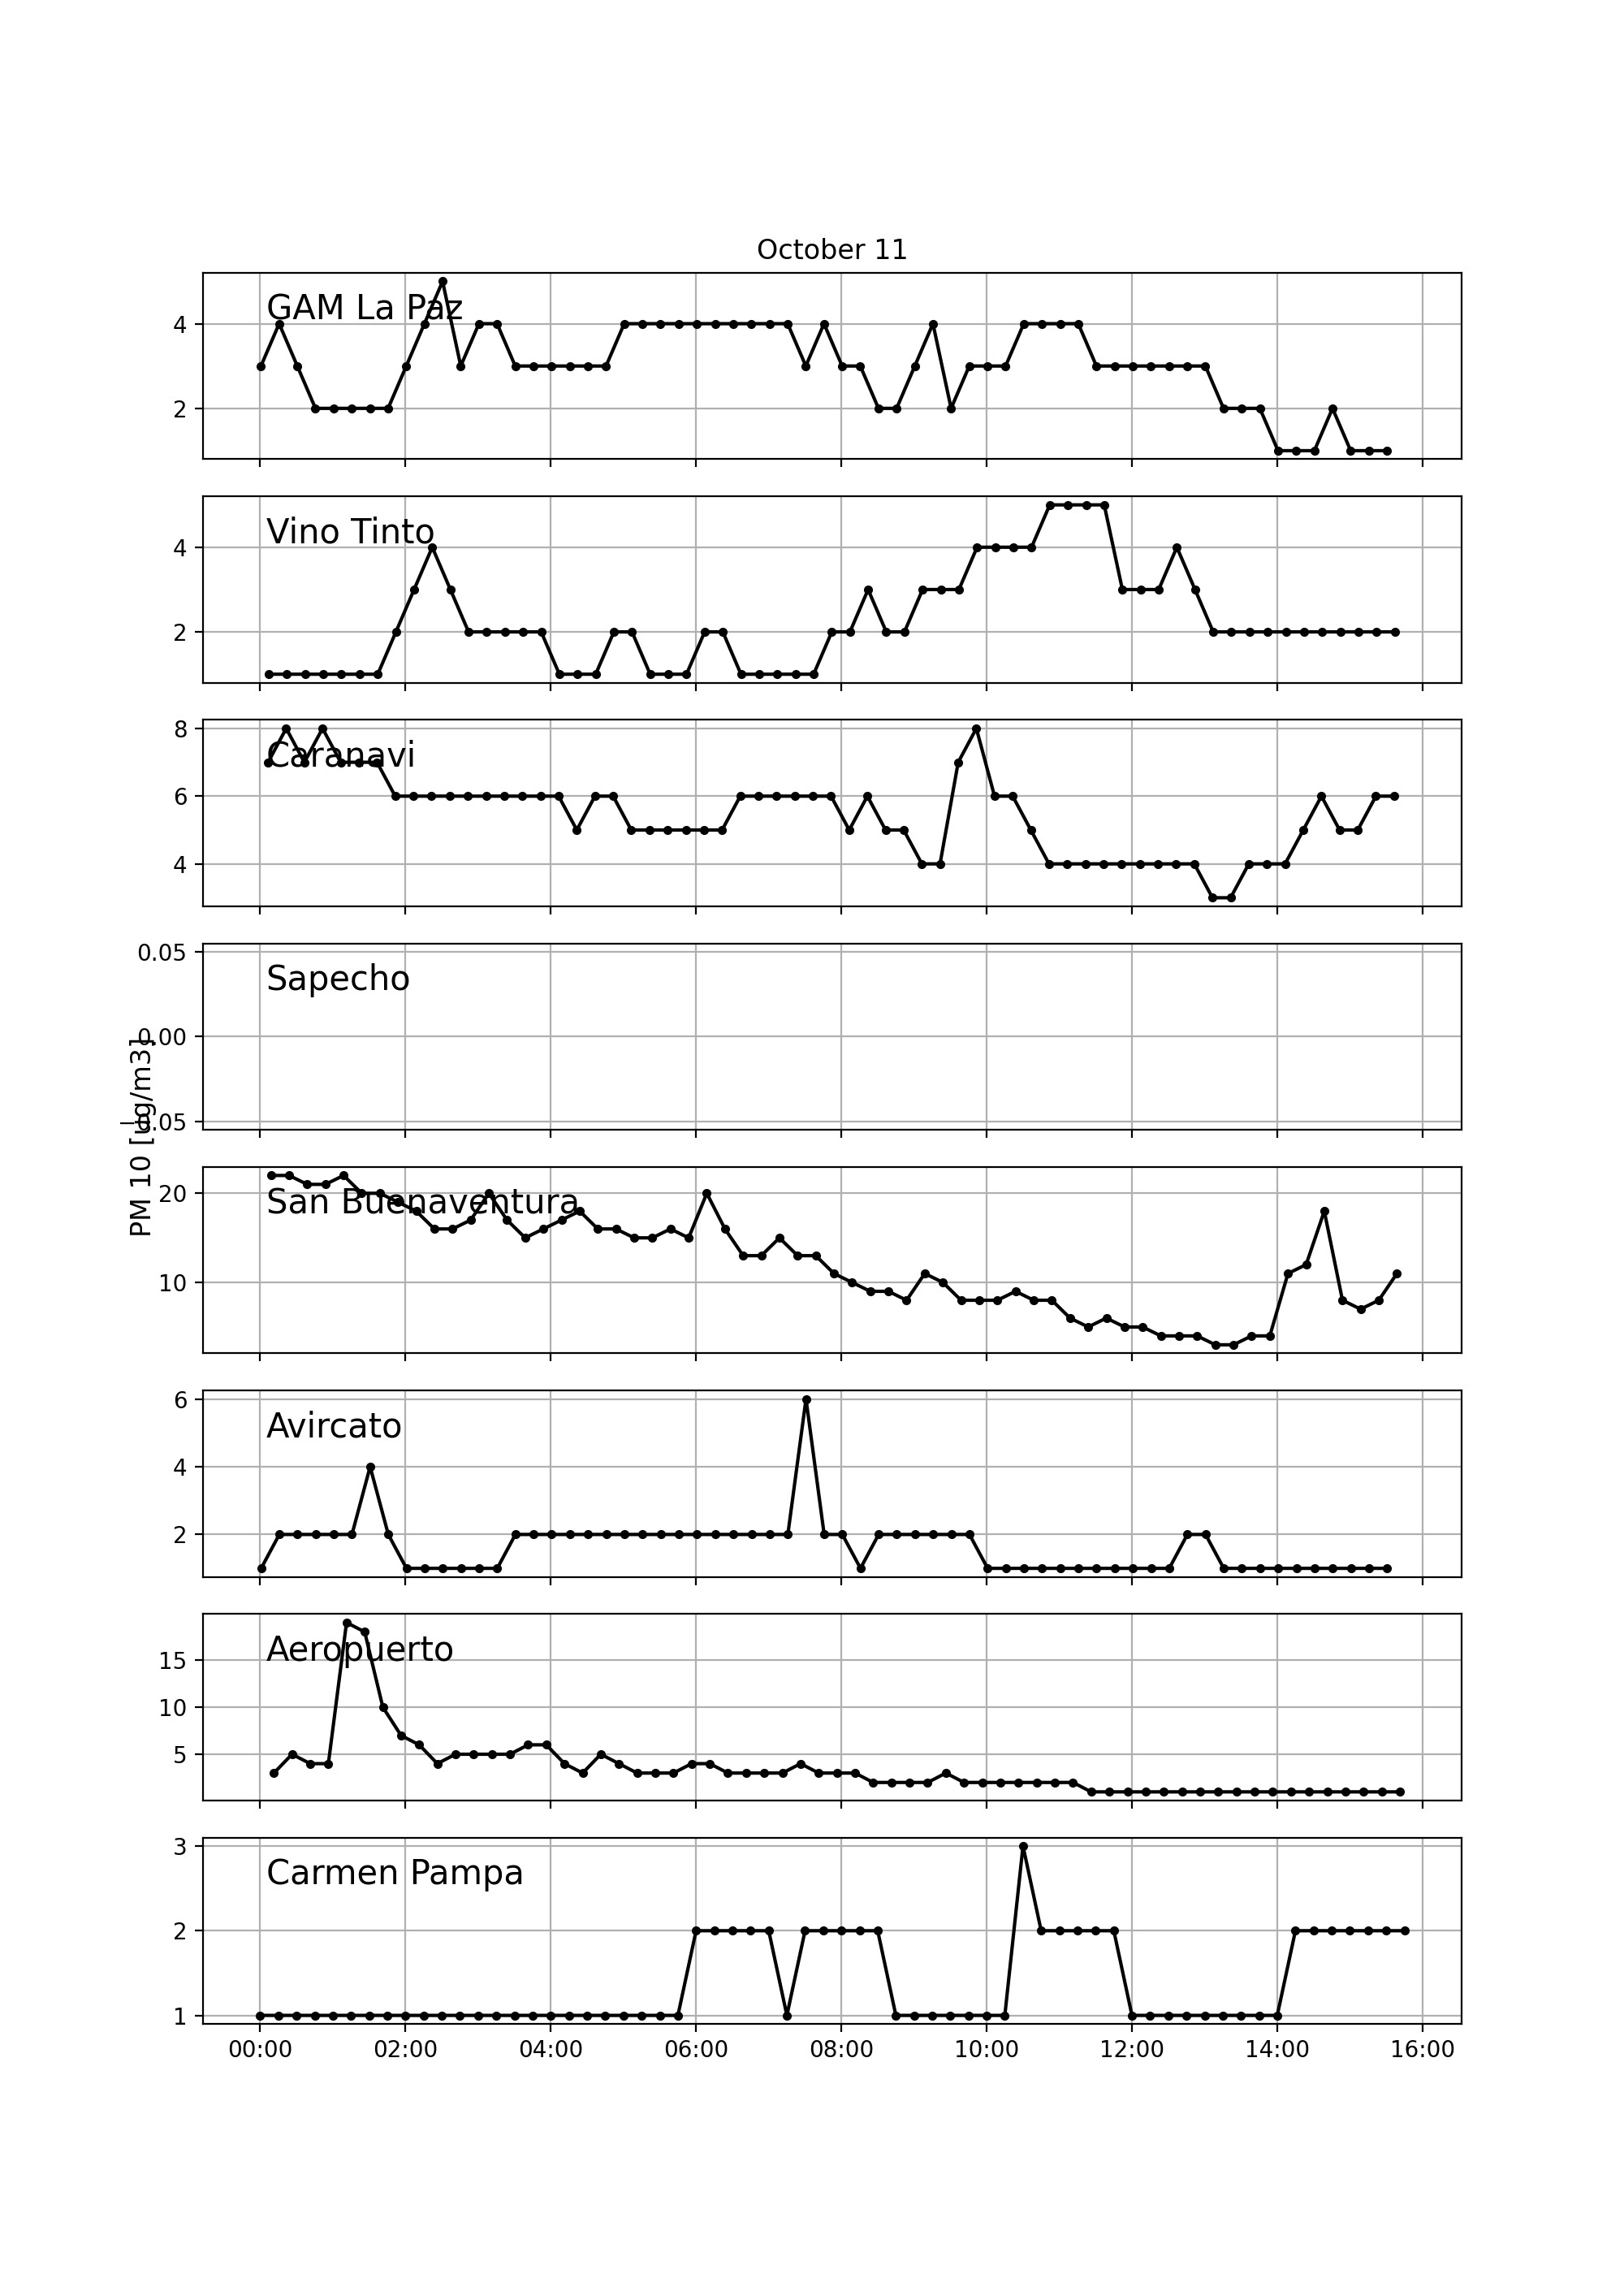 October 11
GAM La Paz
4
2
Vino Tinto
4
2
Caranavi
8
6
4
PM 10 [ug/m3]
Sapecho
0.05
0.00
−0.05
San Buenaventura
20
10
Avircato
6
4
2
Aeropuerto
15
10
5
Carmen Pampa
3
2
1
00:00 02:00 04:00 06:00 08:00 10:00 12:00 14:00 16:00